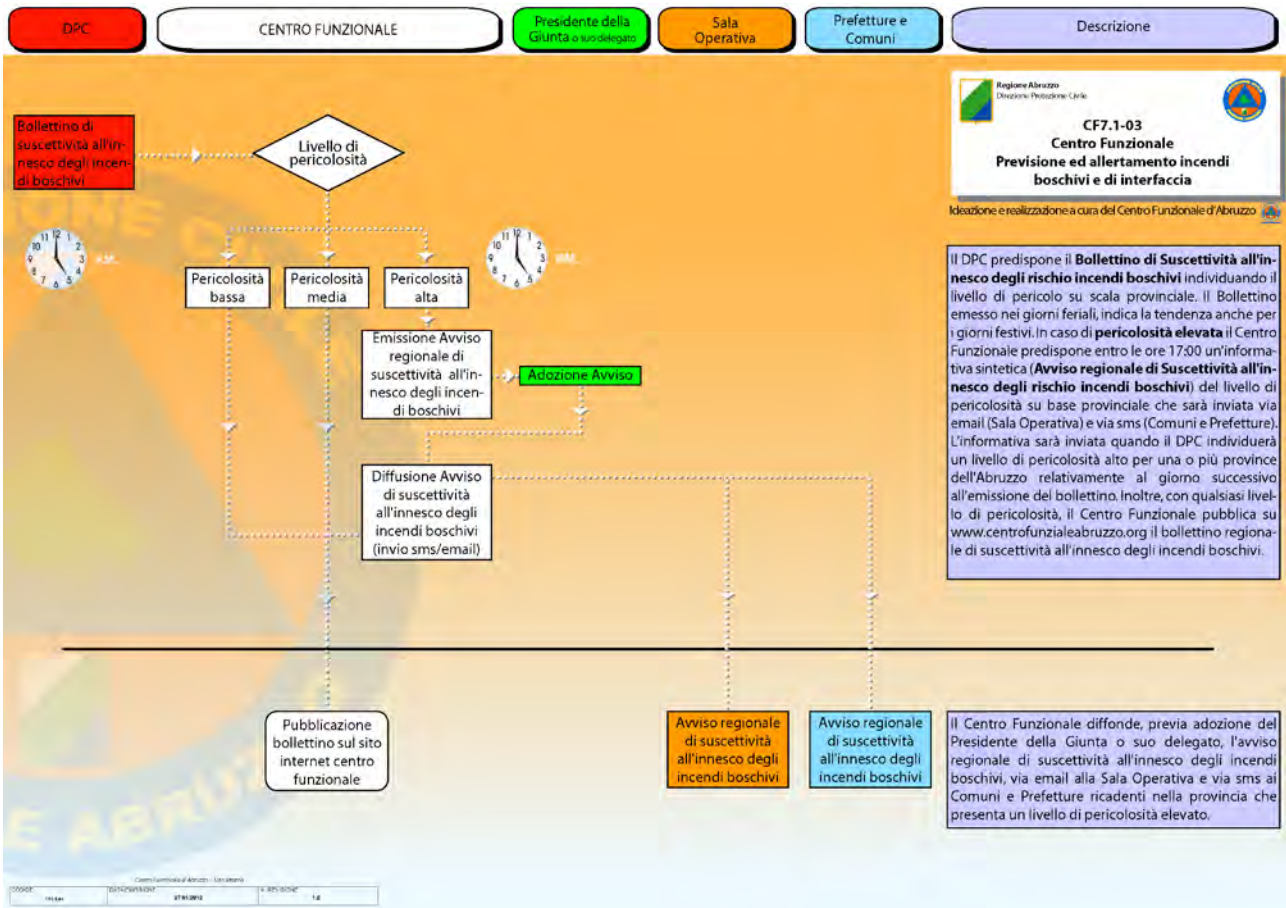 DPC
CENTRO FUNZIONALE
Presidente della
Giunta o suo delegato
Sala
Operativa
Prefetture e
Comuni
Descrizione
Regione Abruzzo
Direzione Protezione Civile
CF7.1-03
Centro Funzionale
Previsione ed allertamento incendi
boschivi e di interfaccia
Ideazione e realizzazione a cura del Centro Funzionale d'Abruzzo
Bollettino di
suscettività all'in-
nesco degli incen-
di boschivi
Livello di
pericolosità
Pericolosità
bassa
Pericolosità
media
Pericolosità
alta
Emissione Avviso
regionale di
suscettività all'in-
nesco degli incen-
di boschivi
Adozione Avviso
Diffusione Avviso
di suscettività
all'innesco degli
incendi boschivi
(invio sms/email)
Il DPC predispone il Bollettino di Suscettività all'in-
nesco degli rischio incendi boschivi individuando il
livello di pericolo su scala provinciale. Il Bollettino
emesso nei giorni feriali, indica la tendenza anche per
i giorni festivi. In caso di pericolosità elevata il Centro
Funzionale predispone entro le ore 17:00 un'informa-
tiva sintetica (Avviso regionale di Suscettività all'in-
nesco degli rischio incendi boschivi) del livello di
pericolosità su base provinciale che sarà inviata via
email (Sala Operativa) e via sms (Comuni e Prefetture).
L'informativa sarà inviata quando il DPC individuerà
un livello di pericolosità alto per una o più province
dell'Abruzzo relativamente al giorno successivo
all'emissione del bollettino. Inoltre, con qualsiasi livel-
lo di pericolosità, il Centro Funzionale pubblica su
www.centrofunzialeabruzzo.org il bollettino regiona-
le di suscettività all'innesco degli incendi boschivi.
Pubblicazione
bollettino sul sito
internet centro
funzionale
Avviso regionale
di suscettività
all'innesco degli
incendi boschivi
Avviso regionale
di suscettività
all'innesco degli
incendi boschivi
Il Centro Funzionale diffonde, previa adozione del
Presidente della Giunta o suo delegato, l'avviso
regionale di suscettività all'innesco degli incendi
boschivi, via email alla Sala Operativa e via sms ai
Comuni e Prefetture ricadenti nella provincia che
presenta un livello di pericolosità elevato.